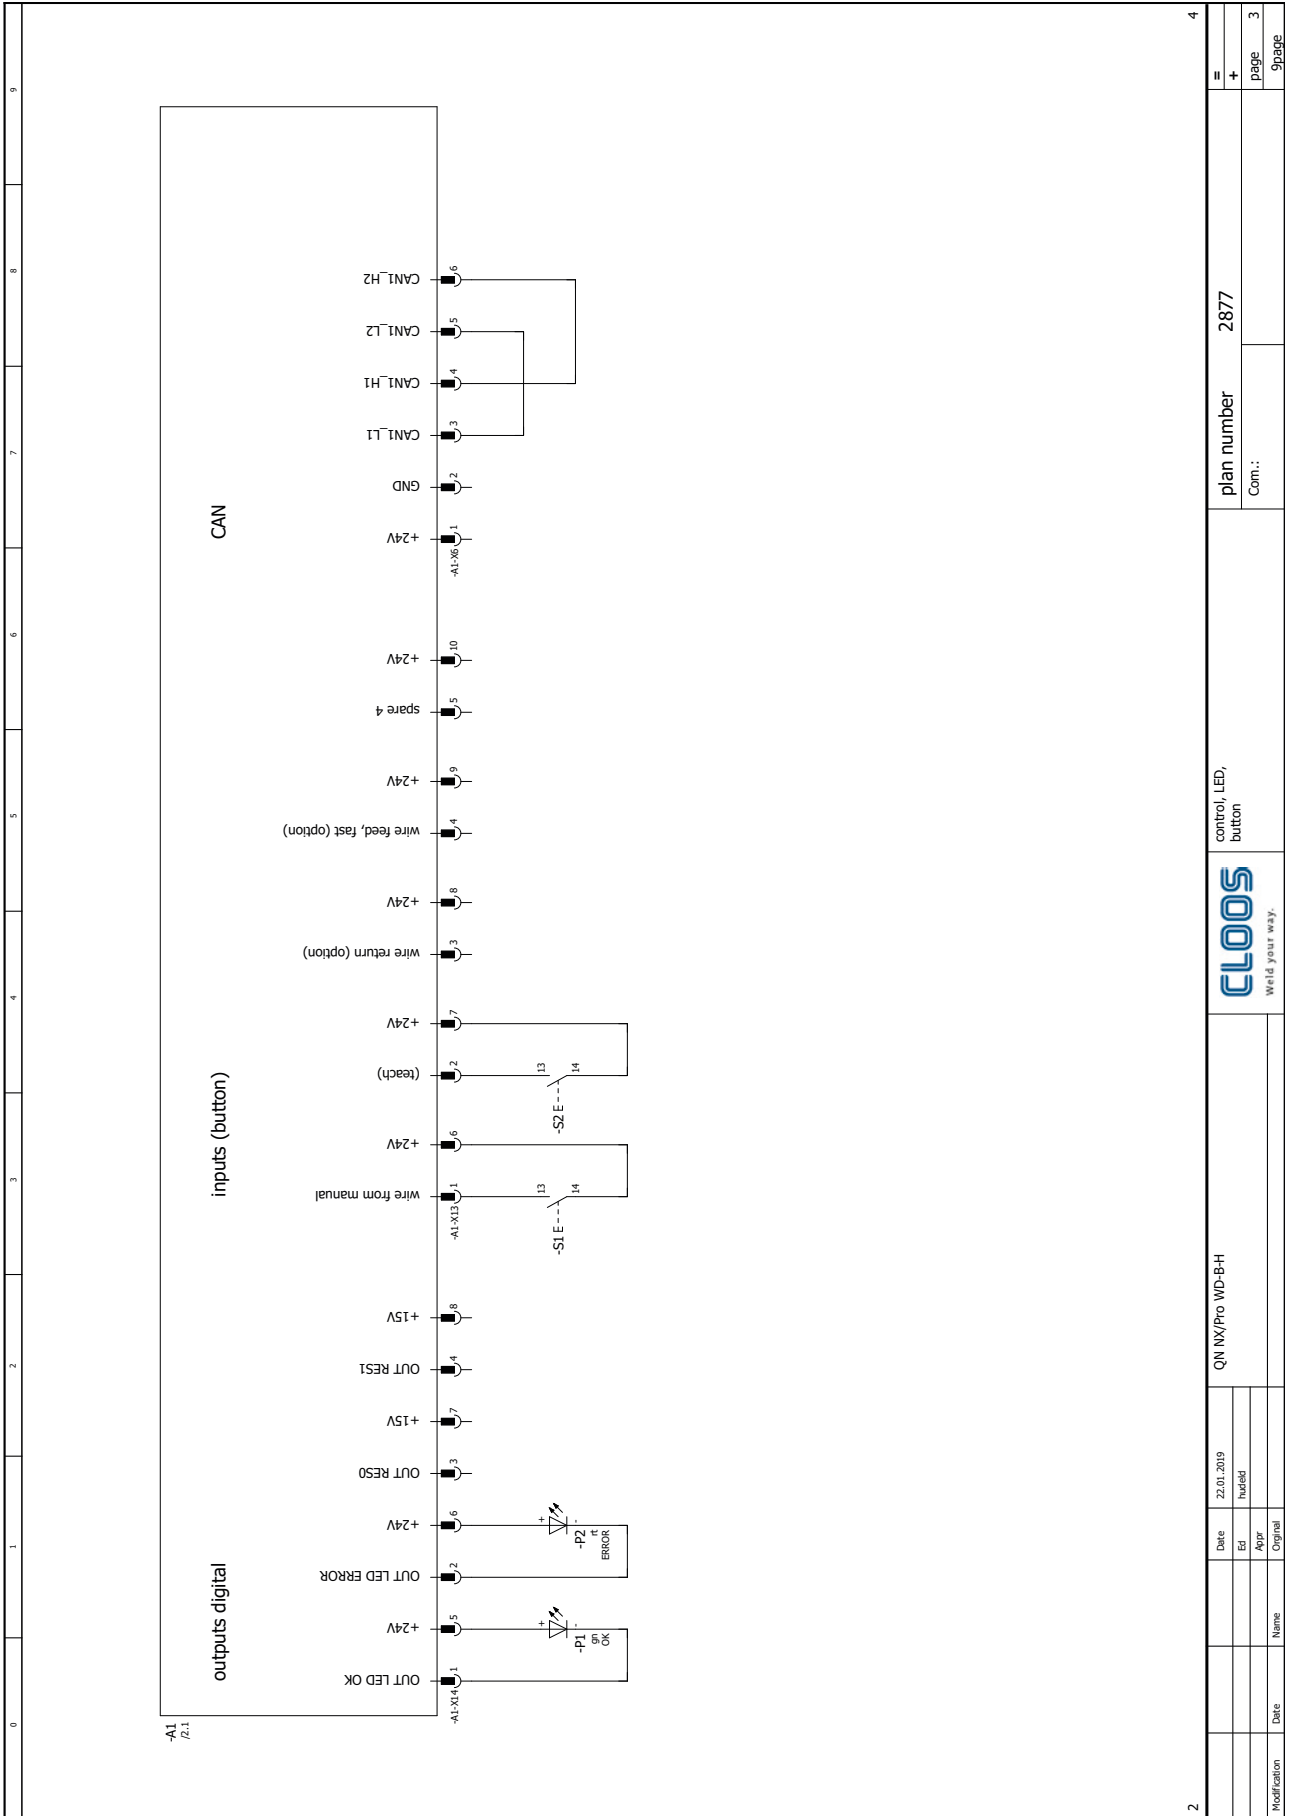 0 1 2 3 4 5 6 7 8 9
-A1
/2.1
outputs digital
inputs (button)
CAN
OUT LED OK
+24V
OUT LED ERROR
+24V
OUT RES0
+15V
OUT RES1
+15V
wire from manual
+24V
(teach)
+24V
wire return (option)
+24V
wire feed, fast (option)
+24V
spare 4
+24V
+24V
GND
CAN1_L1
CAN1_H1
CAN1_L2
CAN1_H2
-A1-X14 1 5 2 6 3 7 4 8
-A1-X13 1 6 2 7 3 8 4 9 5 10
-A1-X6 1 2 3 4 5 6
+ -
-P1
gn
OK
+ -
-P2
rt
ERROR
-S1 E
13
14
-S2 E
13
14
2
4
Modification
Date
Name
Date
22.01.2019
Ed
hudeld
Appr
Orginal
QN NX/Pro WD-B-H
CLOOS
Weld your way.
control, LED,
button
plan number
2877
Com.:
=
+
page 3
9page